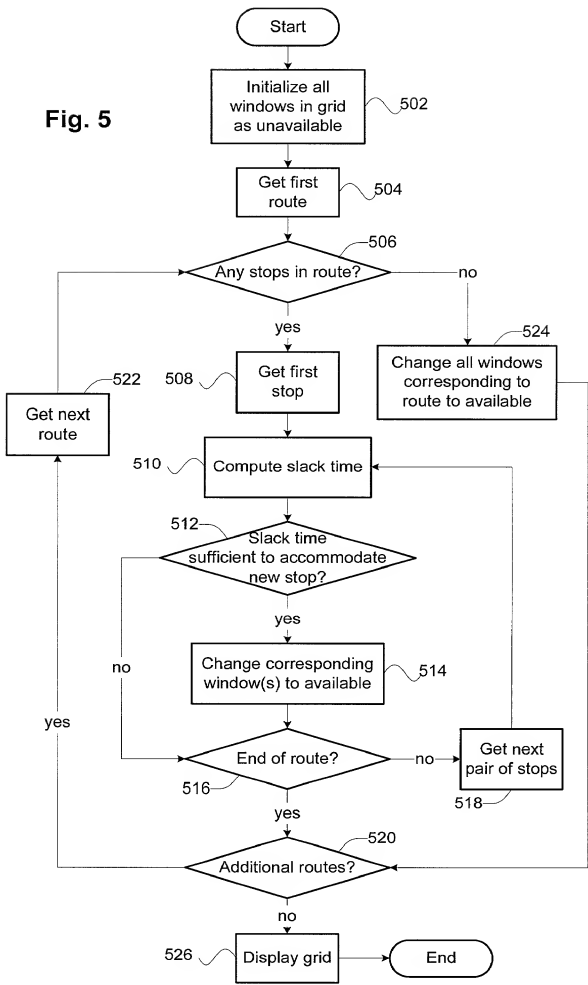 Start
Fig. 5
Initialize all
windows in grid
as unavailable
502
Get first
route
504
506
Any stops in route?
no
yes
524
Change all windows
corresponding to
route to available
522
Get next
route
508
Get first
stop
510
Compute slack time
512
Slack time
sufficient to accommodate
new stop?
yes
no
Change corresponding
window(s) to available
514
yes
End of route?
no
Get next
pair of stops
516
518
yes
520
Additional routes?
no
526
Display grid
End